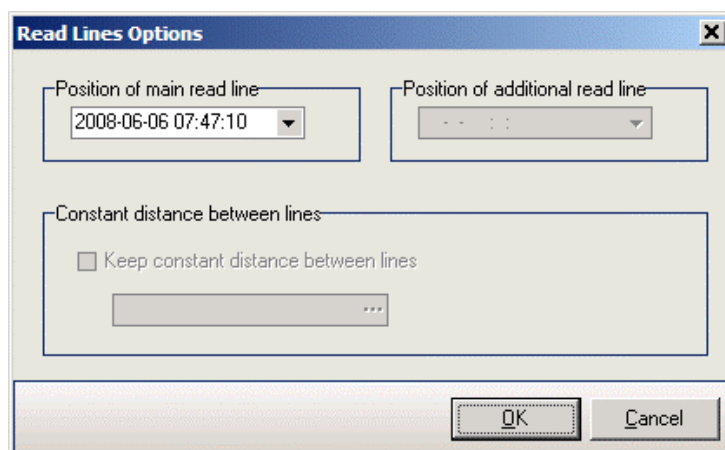 Read Lines Options
Position of main read line
2008-06-06 07:47:10
Position of additional read line
- - : :
Constant distance between lines
Keep constant distance between lines
...
OK
Cancel